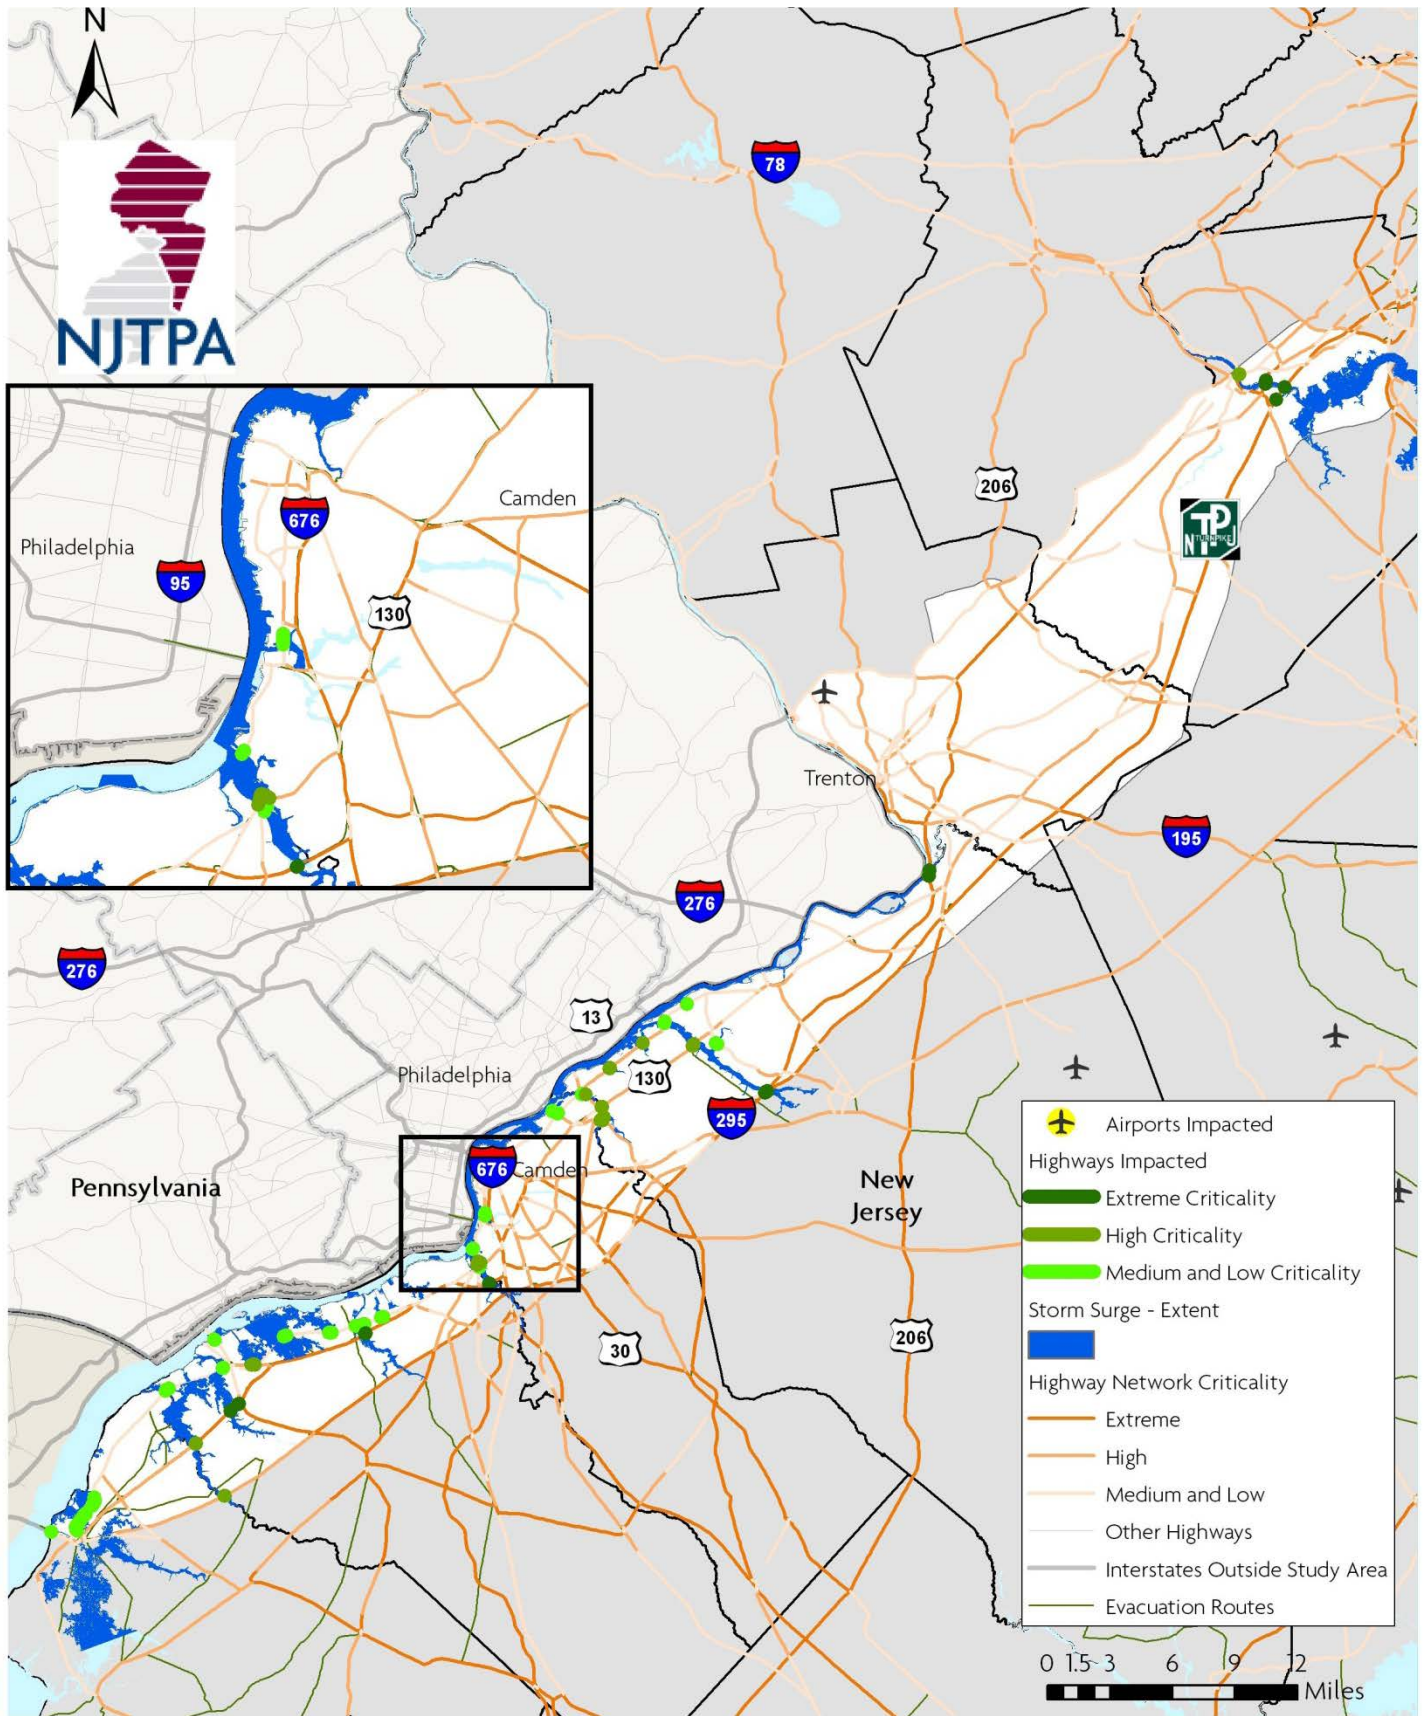 N
NJTPA
78
206
NTURNPIKEJ
TP
Camden
676
Philadelphia
95
130
Trenton
195
276
276
13
Philadelphia
130
295
676
Camden
Pennsylvania
New
Jersey
30
206
Airports Impacted
Highways Impacted
Extreme Criticality
High Criticality
Medium and Low Criticality
Storm Surge - Extent
Highway Network Criticality
Extreme
High
Medium and Low
Other Highways
Interstates Outside Study Area
Evacuation Routes
0 1.5 3 6 9 12
Miles